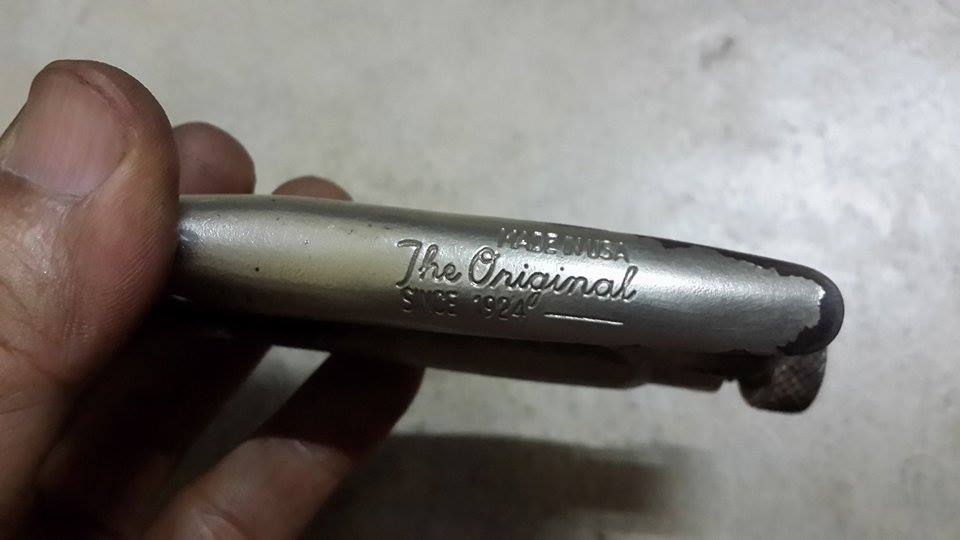 MADE IN USA
The Original
SINCE 1924